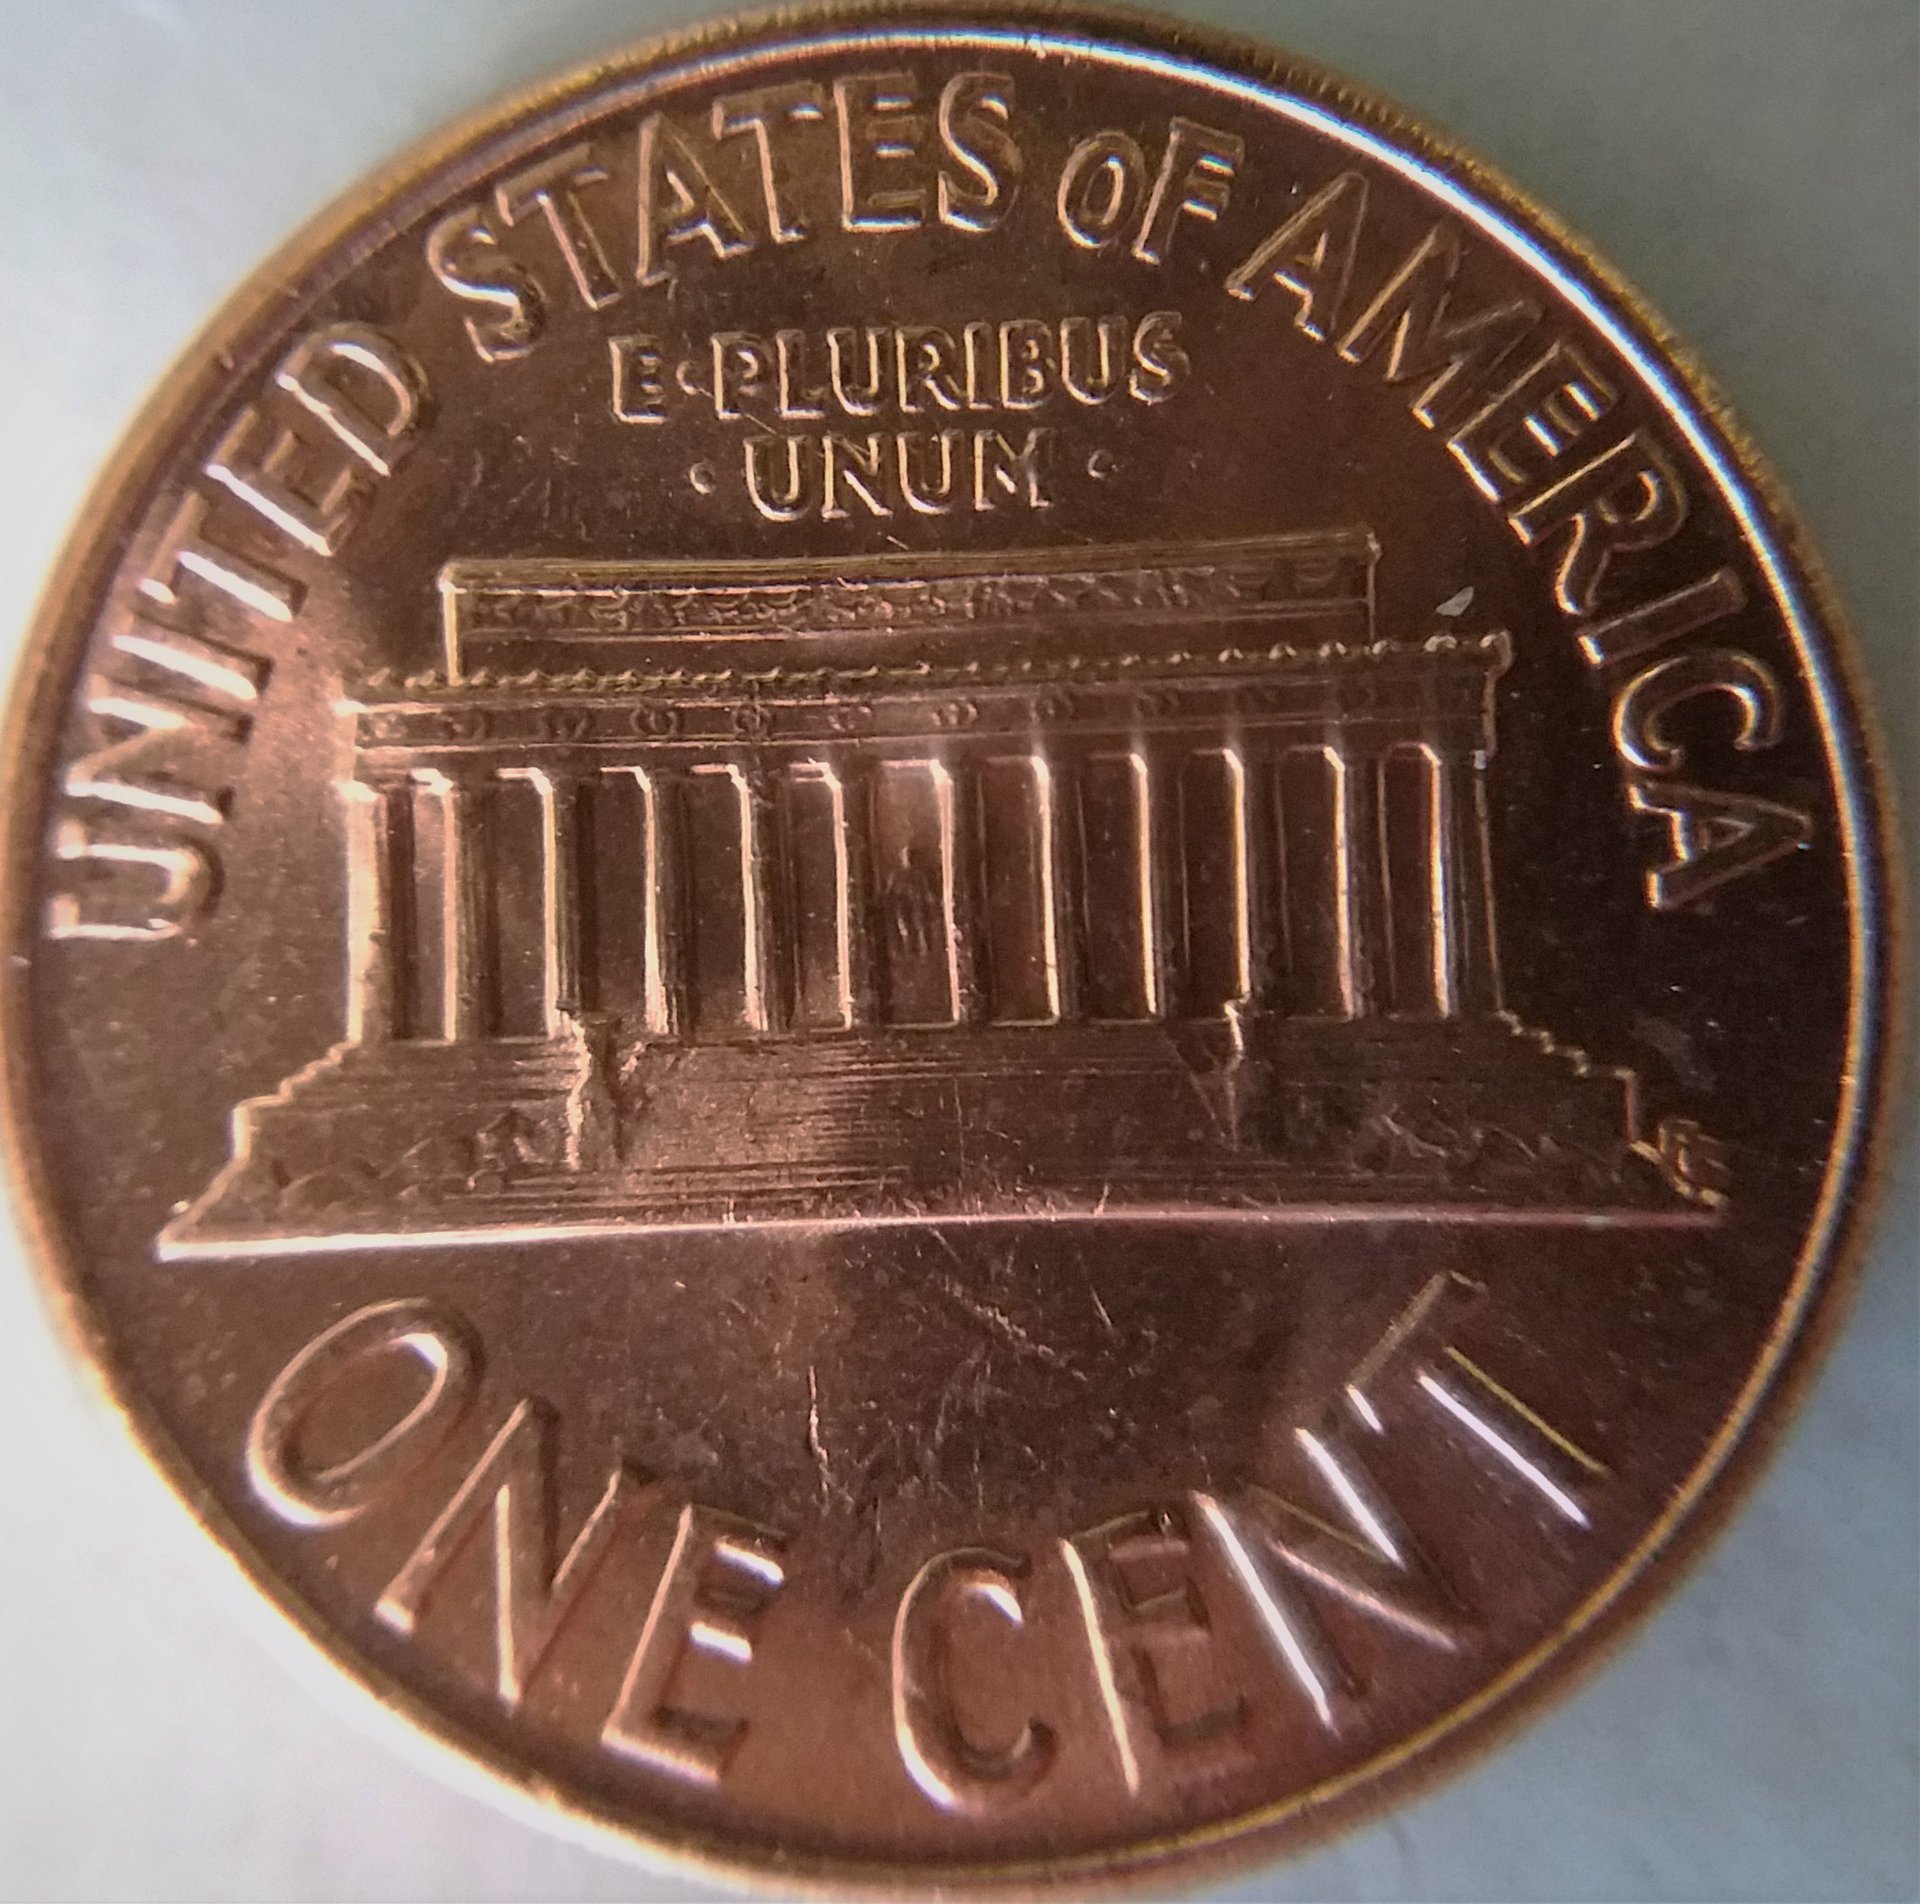 UNITED STATES OF AMERICA
E·PLURIBUS
·UNUM·
ONE CENT